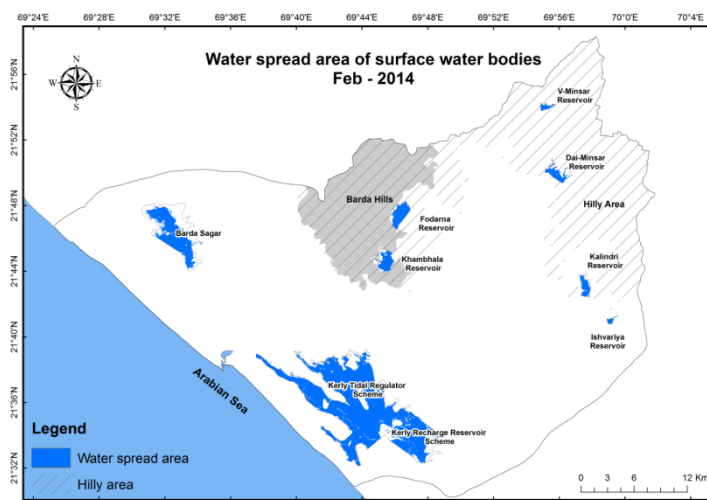 69°24'E 69°28'E 69°32'E 69°36'E 69°40'E 69°44'E 69°48'E 69°52'E 69°56'E 70°0'E 70°4'E
Water spread area of surface water bodies
Feb - 2014
N
W E
S
21°56'N
21°52'N
21°48'N
21°44'N
21°40'N
21°36'N
21°32'N
V-Minsar
Reservoir
Dai-Minsar
Reservoir
Barda Hills
Hilly Area
Fodarna
Reservoir
Barda Sagar
Khambhala
Reservoir
Kalindri
Reservoir
Ishvariya
Reservoir
Arabian Sea
Kerly Tidal Regulator
Scheme
Kerly Recharge Reservoir
Scheme
Legend
Water spread area
Hilly area
0 3 6 12 Km